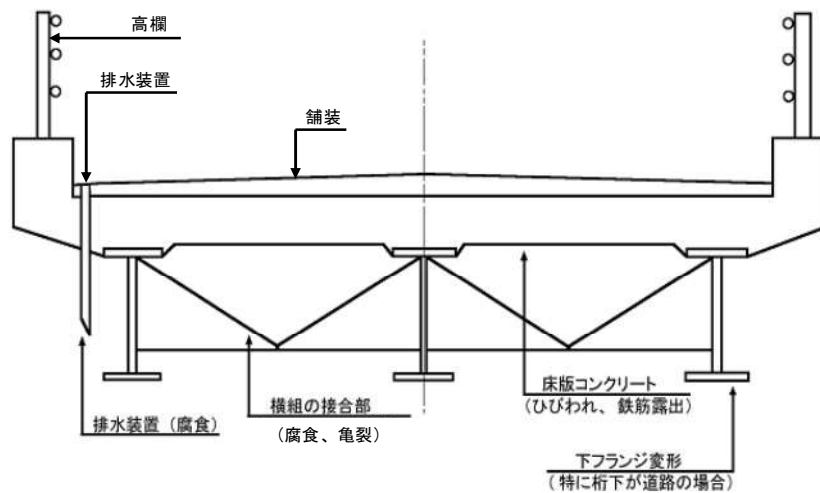 高欄
排水装置
舗装
床版コンクリート
（ひびわれ、鉄筋露出）
横組の接合部
（腐食、亀裂）
排水装置（腐食）
下フランジ変形
（特に桁下が道路の場合）